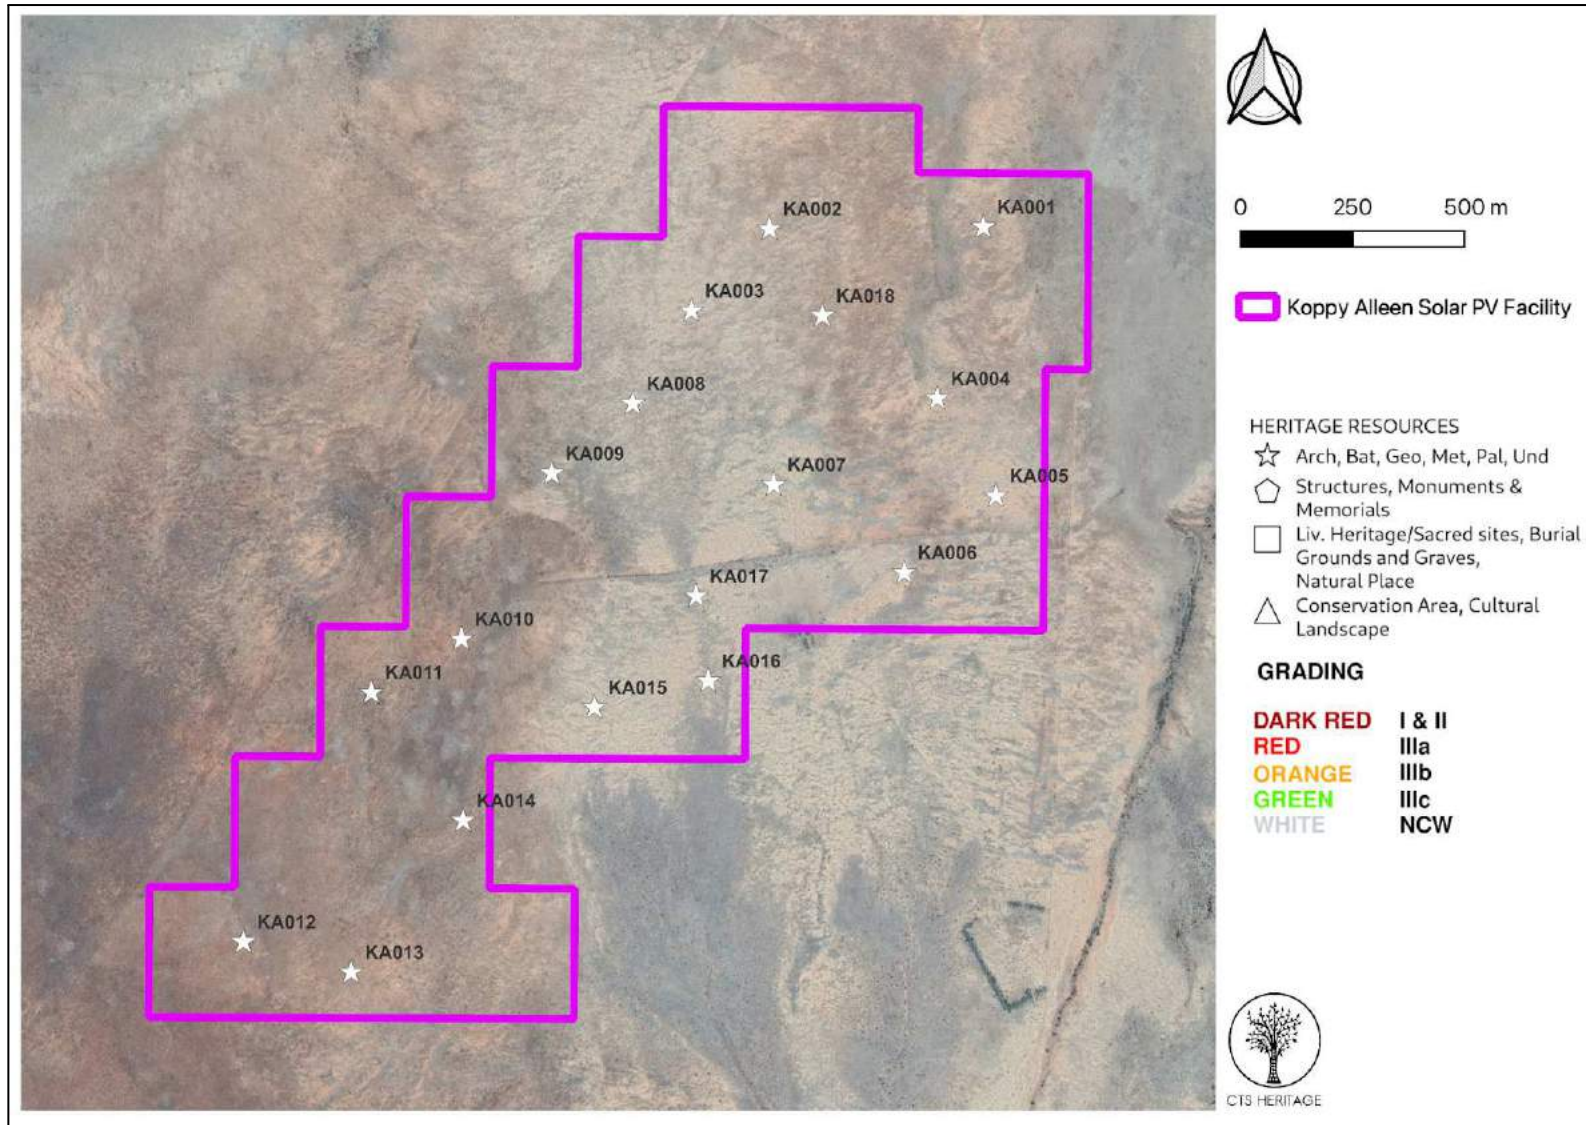 KA002
KA001
KA003
KA018
KA008
KA004
KA009
KA007
KA005
KA006
KA017
KA010
KA011
KA016
KA015
KA014
KA012
KA013
0 250 500 m
Koppy Alleen Solar PV Facility
HERITAGE RESOURCES
Arch, Bat, Geo, Met, Pal, Und
Structures, Monuments &
Memorials
Liv. Heritage/Sacred sites, Burial
Grounds and Graves,
Natural Place
Conservation Area, Cultural
Landscape
GRADING
DARK RED I & II
RED IIIa
ORANGE IIIb
GREEN IIIc
WHITE NCW
CTS HERITAGE